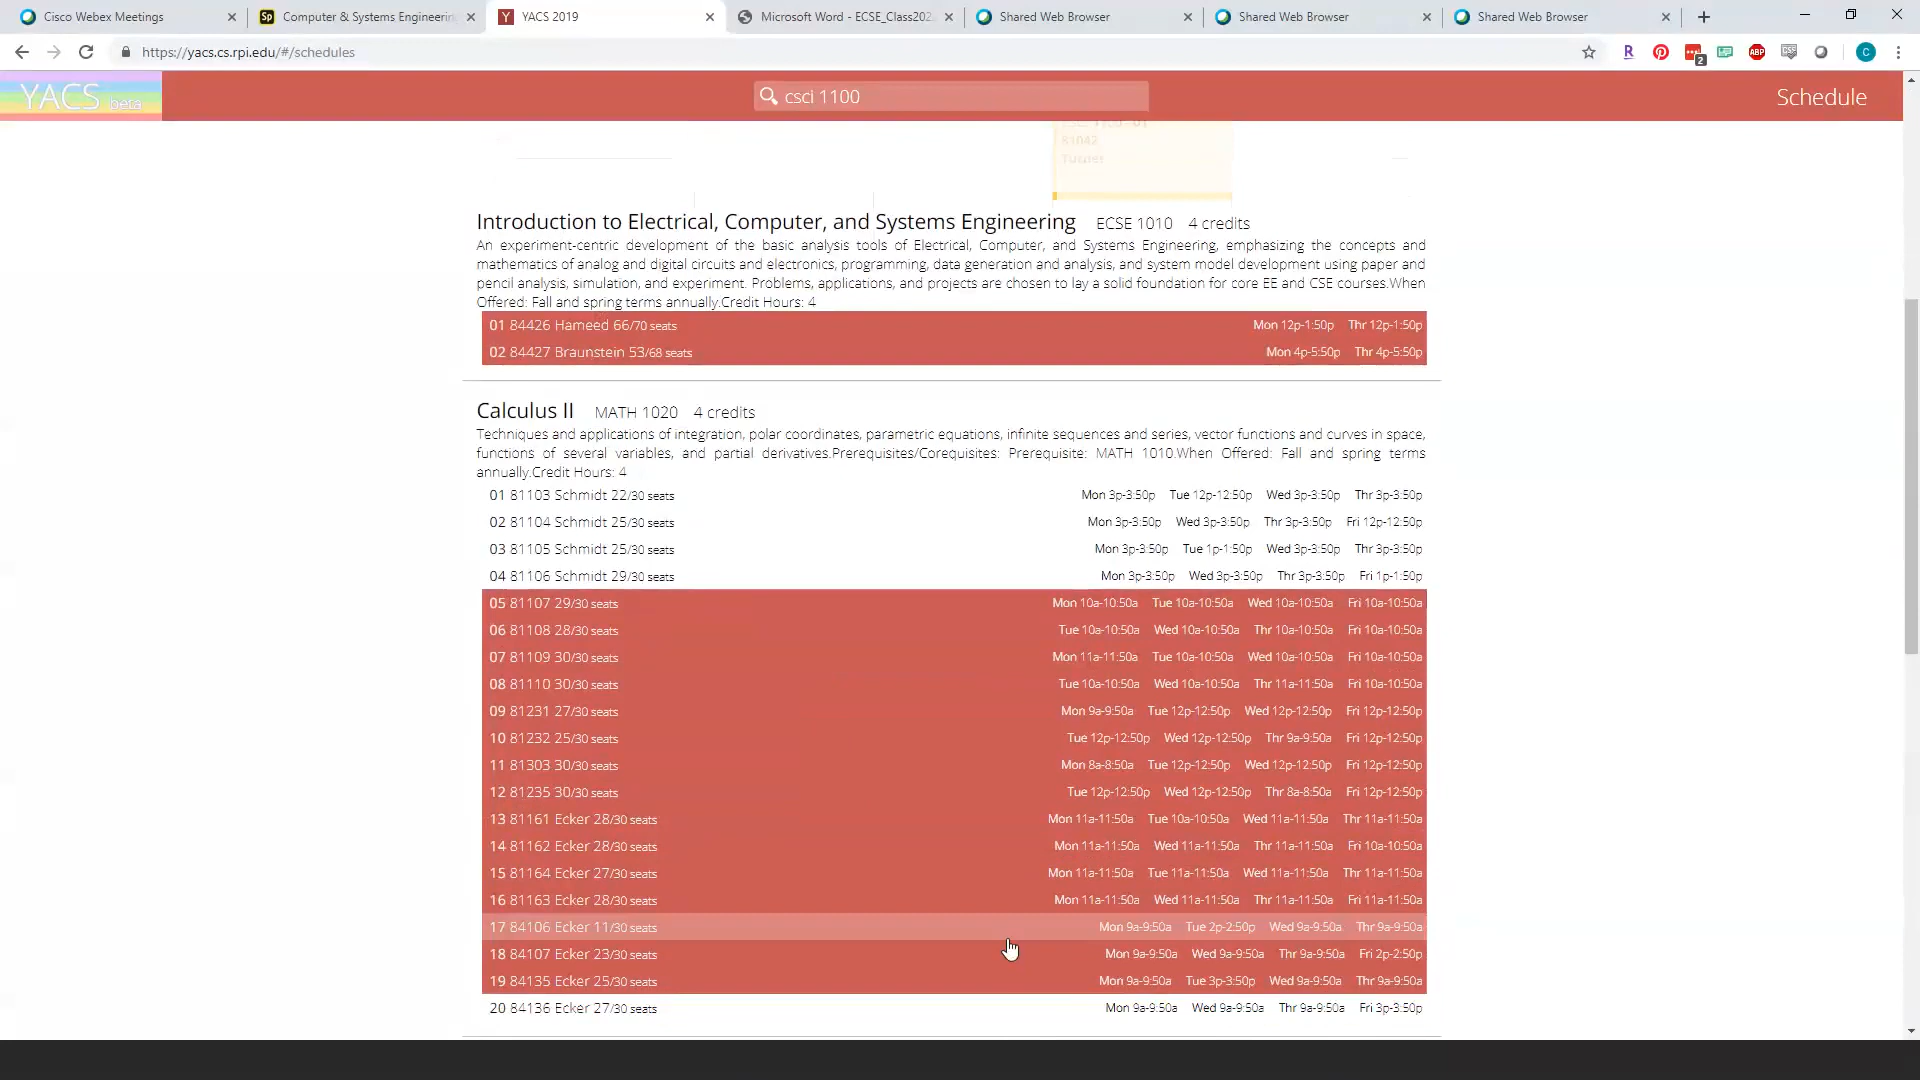 Cisco Webex Meetings
Computer & Systems Engineerin
YACS 2019
Microsoft Word - ECSE_Class202
Shared Web Browser
Shared Web Browser
Shared Web Browser
https://yacs.cs.rpi.edu/#/schedules
YACS beta
csci 1100
Schedule
81042
Turner
Introduction to Electrical, Computer, and Systems Engineering ECSE 1010 4 credits
An experiment-centric development of the basic analysis tools of Electrical, Computer, and Systems Engineering, emphasizing the concepts and
mathematics of analog and digital circuits and electronics, programming, data generation and analysis, and system model development using paper and
pencil analysis, simulation, and experiment. Problems, applications, and projects are chosen to lay a solid foundation for core EE and CSE courses.When
Offered: Fall and spring terms annually.Credit Hours: 4
01 84426 Hameed 66/70 seats Mon 12p-1:50p Thr 12p-1:50p
02 84427 Braunstein 53/68 seats Mon 4p-5:50p Thr 4p-5:50p
Calculus II MATH 1020 4 credits
Techniques and applications of integration, polar coordinates, parametric equations, infinite sequences and series, vector functions and curves in space,
functions of several variables, and partial derivatives.Prerequisites/Corequisites: Prerequisite: MATH 1010.When Offered: Fall and spring terms
annually.Credit Hours: 4
01 81103 Schmidt 22/30 seats Mon 3p-3:50p Tue 12p-12:50p Wed 3p-3:50p Thr 3p-3:50p
02 81104 Schmidt 25/30 seats Mon 3p-3:50p Wed 3p-3:50p Thr 3p-3:50p Fri 12p-12:50p
03 81105 Schmidt 25/30 seats Mon 3p-3:50p Tue 1p-1:50p Wed 3p-3:50p Thr 3p-3:50p
04 81106 Schmidt 29/30 seats Mon 3p-3:50p Wed 3p-3:50p Thr 3p-3:50p Fri 1p-1:50p
05 81107 29/30 seats Mon 10a-10:50a Tue 10a-10:50a Wed 10a-10:50a Fri 10a-10:50a
06 81108 28/30 seats Tue 10a-10:50a Wed 10a-10:50a Thr 10a-10:50a Fri 10a-10:50a
07 81109 30/30 seats Mon 11a-11:50a Tue 10a-10:50a Wed 10a-10:50a Fri 10a-10:50a
08 81110 30/30 seats Tue 10a-10:50a Wed 10a-10:50a Thr 11a-11:50a Fri 10a-10:50a
09 81231 27/30 seats Mon 9a-9:50a Tue 12p-12:50p Wed 12p-12:50p Fri 12p-12:50p
10 81232 25/30 seats Tue 12p-12:50p Wed 12p-12:50p Thr 9a-9:50a Fri 12p-12:50p
11 81303 30/30 seats Mon 8a-8:50a Tue 12p-12:50p Wed 12p-12:50p Fri 12p-12:50p
12 81235 30/30 seats Tue 12p-12:50p Wed 12p-12:50p Thr 8a-8:50a Fri 12p-12:50p
13 81161 Ecker 28/30 seats Mon 11a-11:50a Tue 10a-10:50a Wed 11a-11:50a Thr 11a-11:50a
14 81162 Ecker 28/30 seats Mon 11a-11:50a Wed 11a-11:50a Thr 11a-11:50a Fri 10a-10:50a
15 81164 Ecker 27/30 seats Mon 11a-11:50a Tue 11a-11:50a Wed 11a-11:50a Thr 11a-11:50a
16 81163 Ecker 28/30 seats Mon 11a-11:50a Wed 11a-11:50a Thr 11a-11:50a Fri 11a-11:50a
17 84106 Ecker 11/30 seats Mon 9a-9:50a Tue 2p-2:50p Wed 9a-9:50a Thr 9a-9:50a
18 84107 Ecker 23/30 seats Mon 9a-9:50a Wed 9a-9:50a Thr 9a-9:50a Fri 2p-2:50p
19 84135 Ecker 25/30 seats Mon 9a-9:50a Tue 3p-3:50p Wed 9a-9:50a Thr 9a-9:50a
20 84136 Ecker 27/30 seats Mon 9a-9:50a Wed 9a-9:50a Thr 9a-9:50a Fri 3p-3:50p